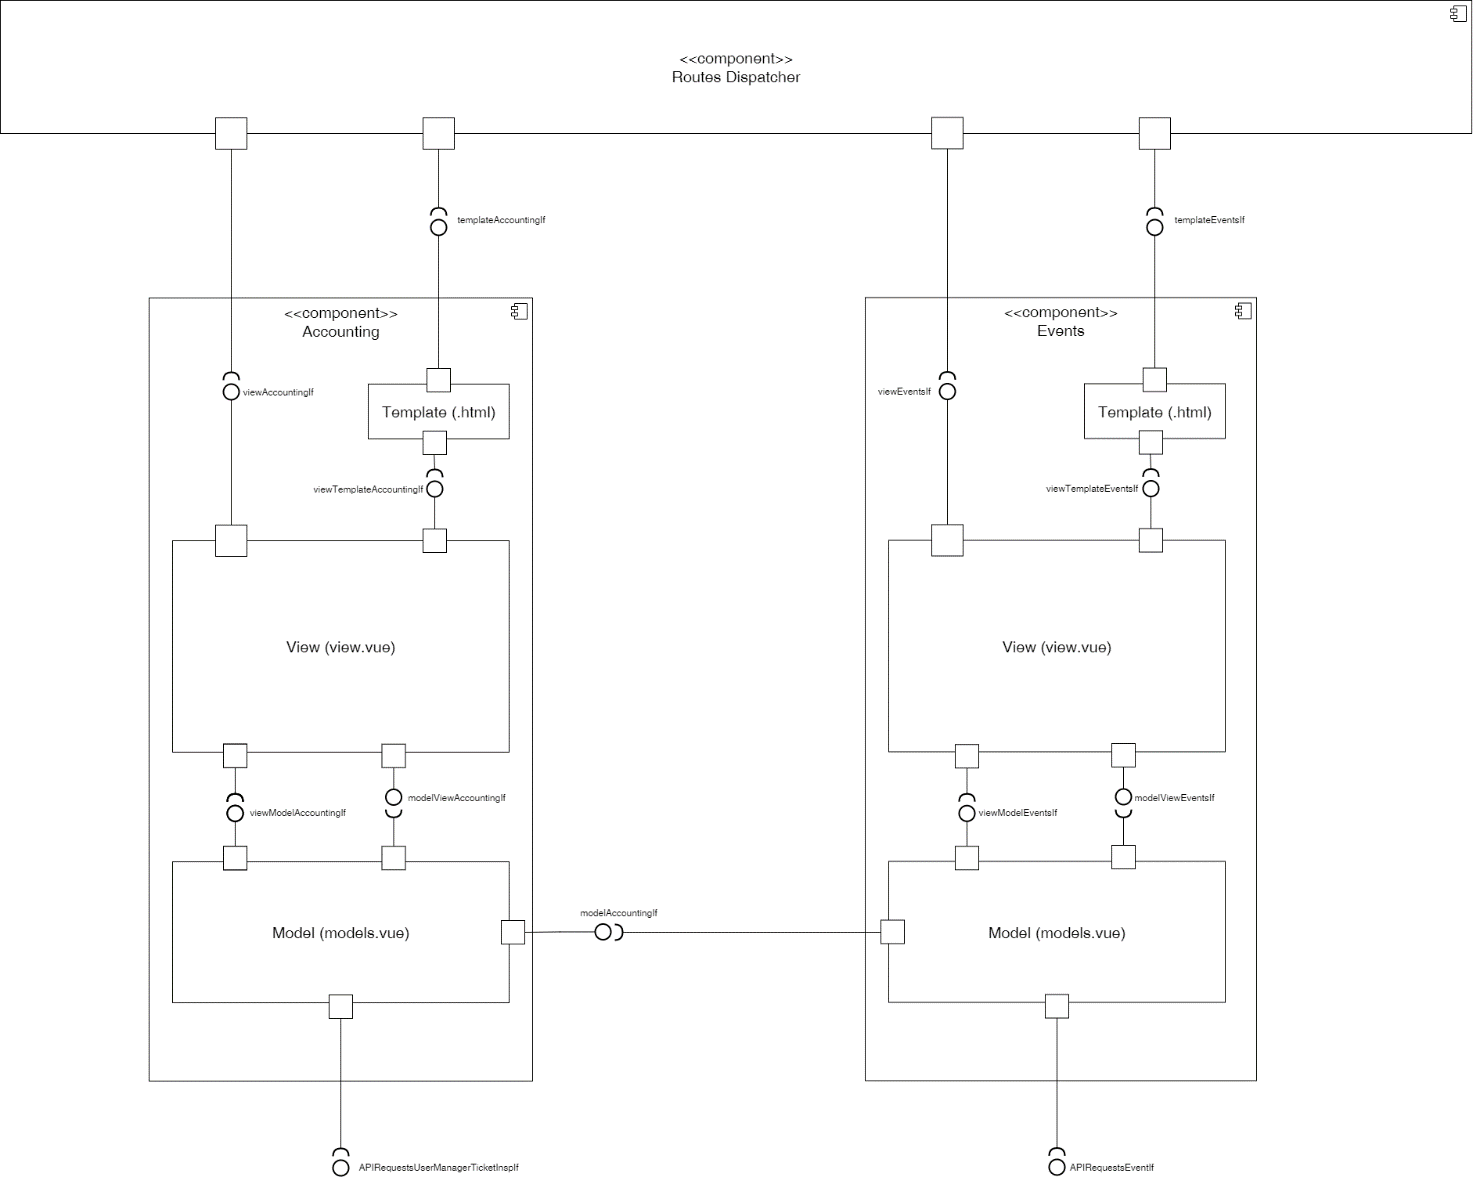 <<component>>
Routes Dispatcher
templateAccountingIf
templateEventsIf
<<component>>
Accounting
<<component>>
Events
viewAccountingIf
Template (.html)
viewEventsIf
Template (.html)
viewTemplateAccountingIf
viewTemplateEventsIf
View (view.vue)
View (view.vue)
viewModelAccountingIf
modelViewAccountingIf
viewModelEventsIf
modelViewEventsIf
modelAccountingIf
Model (models.vue)
Model (models.vue)
APIRequestsUserManagerTicketInspIf
APIRequestsEventIf